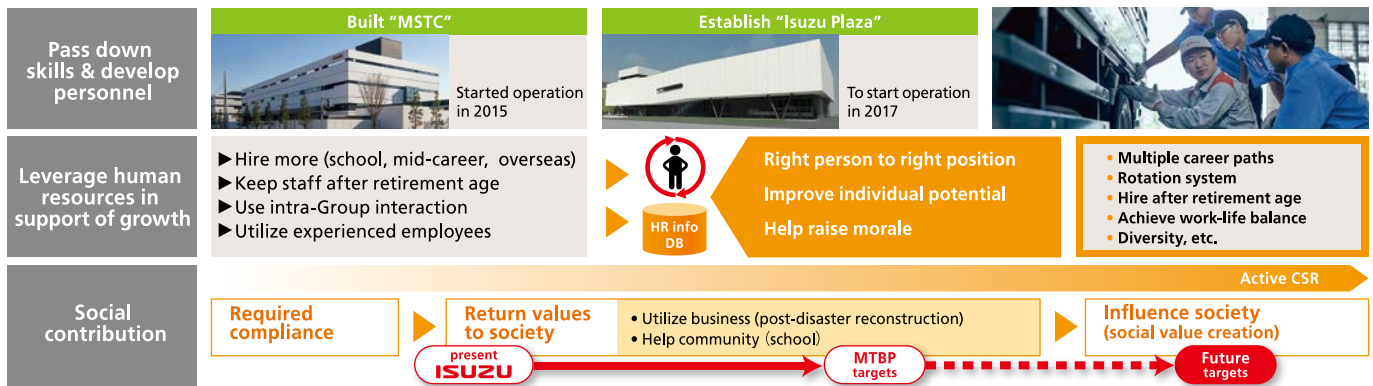 Pass down
skills & develop
personnel
Built “MSTC”
Started operation
in 2015
Establish “Isuzu Plaza”
To start operation
in 2017
Leverage human
resources in
support of growth
▶Hire more (school, mid-career, overseas)
▶Keep staff after retirement age
▶Use intra-Group interaction
▶Utilize experienced employees
HR info
DB
Right person to right position
Improve individual potential
Help raise morale
• Multiple career paths
• Rotation system
• Hire after retirement age
• Achieve work-life balance
• Diversity, etc.
Social
contribution
Active CSR
Required
compliance
Return values
to society
• Utilize business (post-disaster reconstruction)
• Help community (school)
Influence society
(social value creation)
present
ISUZU
MTBP
targets
Future
targets